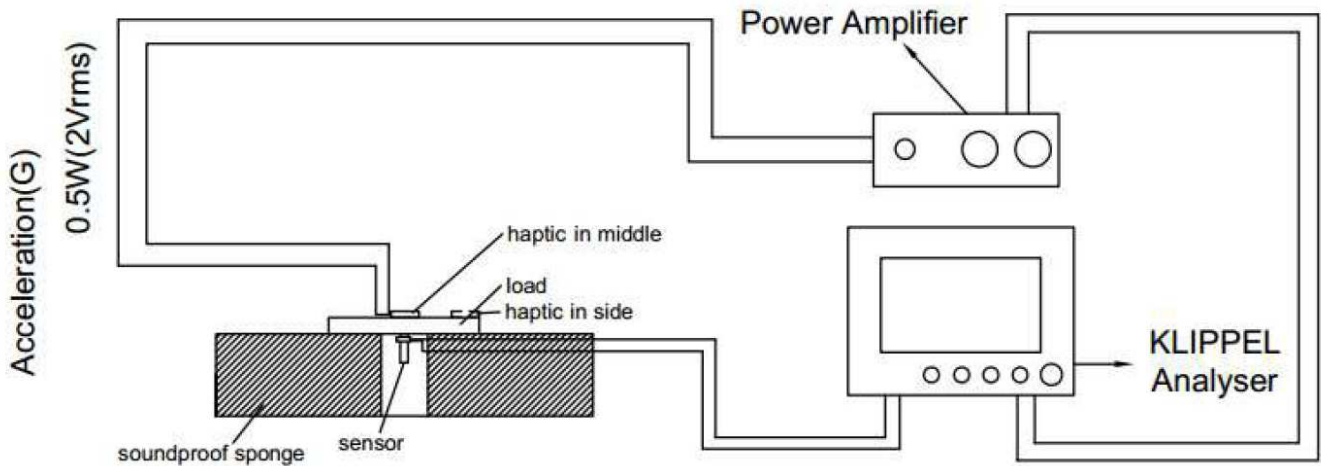 Power Amplifier
Acceleration(G)
0.5W(2Vrms)
haptic in middle
load
haptic in side
KLIPPEL
Analyser
sensor
soundproof sponge